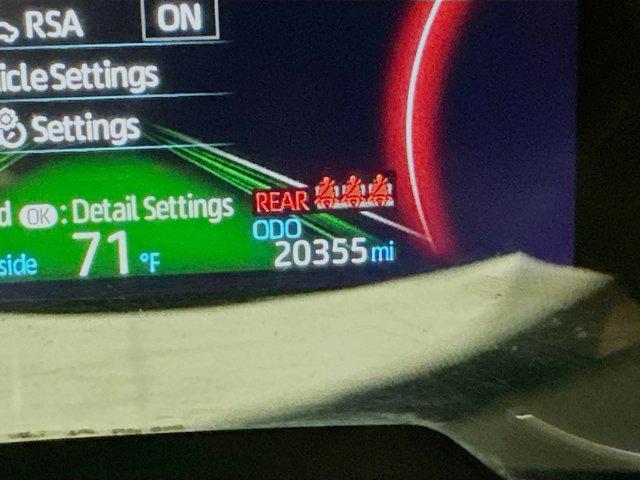 RSA ON
icle Settings
Settings
d OK : Detail Settings
REAR
ODO
side 71 °F
20355 mi